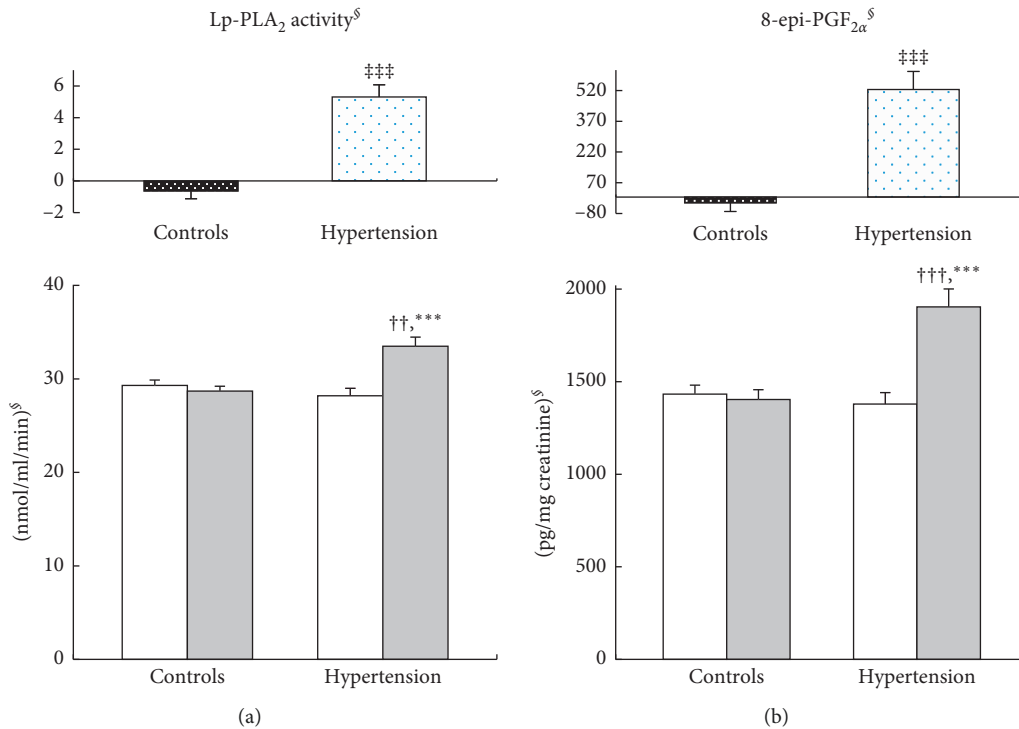 Lp-PLA₂ activity§
6
4
2
0
–2
‡‡‡
Controls
Hypertension
(nmol/ml/min)§
40
30
20
10
0
††,***
Controls
Hypertension
(a)
8-epi-PGF₂α§
520
370
220
70
–80
‡‡‡
Controls
Hypertension
(pg/mg creatinine)§
2000
1500
1000
500
0
†††,***
Controls
Hypertension
(b)